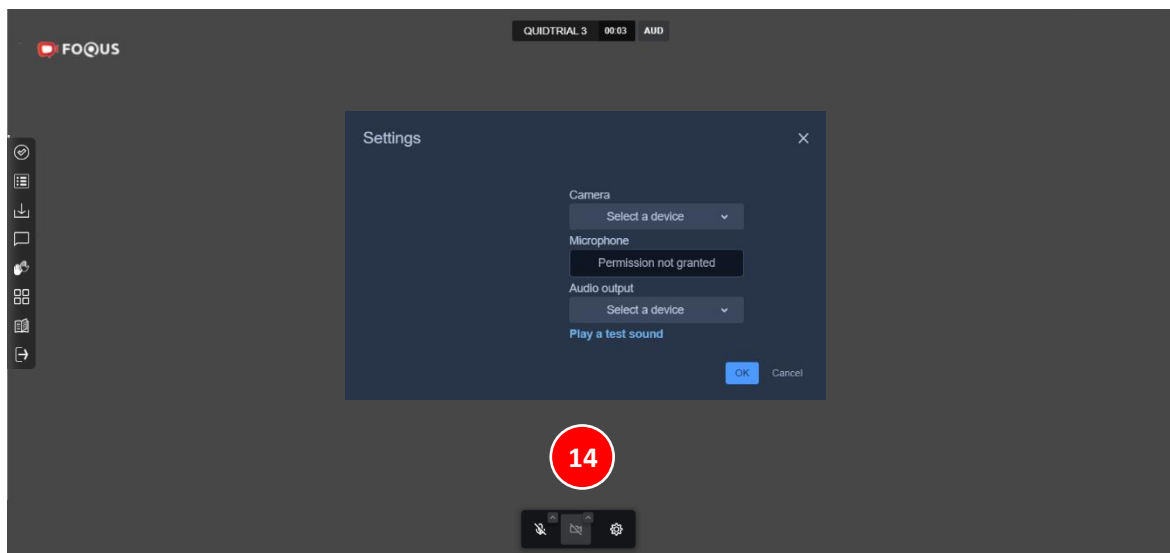 QUIDTRIAL 3 00:03 AUD
FOQUS
Settings
Camera
Select a device
Microphone
Permission not granted
Audio output
Select a device
Play a test sound
OK Cancel
14